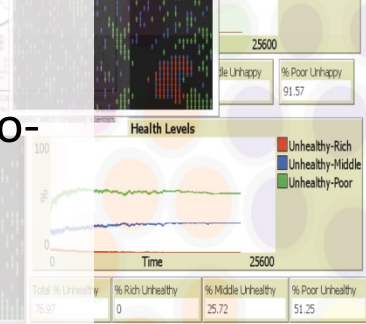 25600
dle Unhappy % Poor Unhappy
91.57
o-
Health Levels
100
%
0
Unhealthy-Rich
Unhealthy-Middle
Unhealthy-Poor
0 Time 25600
Total % Unhealthy % Rich Unhealthy % Middle Unhealthy % Poor Unhealthy
76.97 0 25.72 51.25